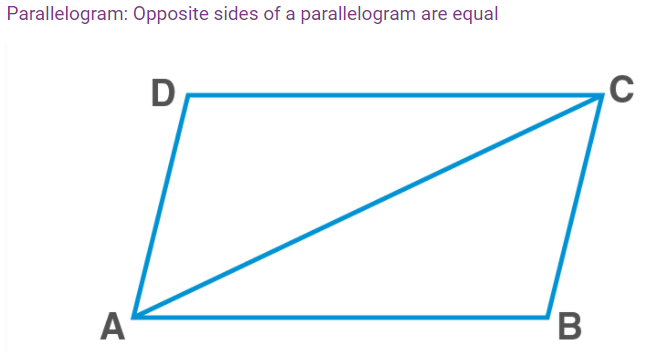 Parallelogram: Opposite sides of a parallelogram are equal
D
C
A
B